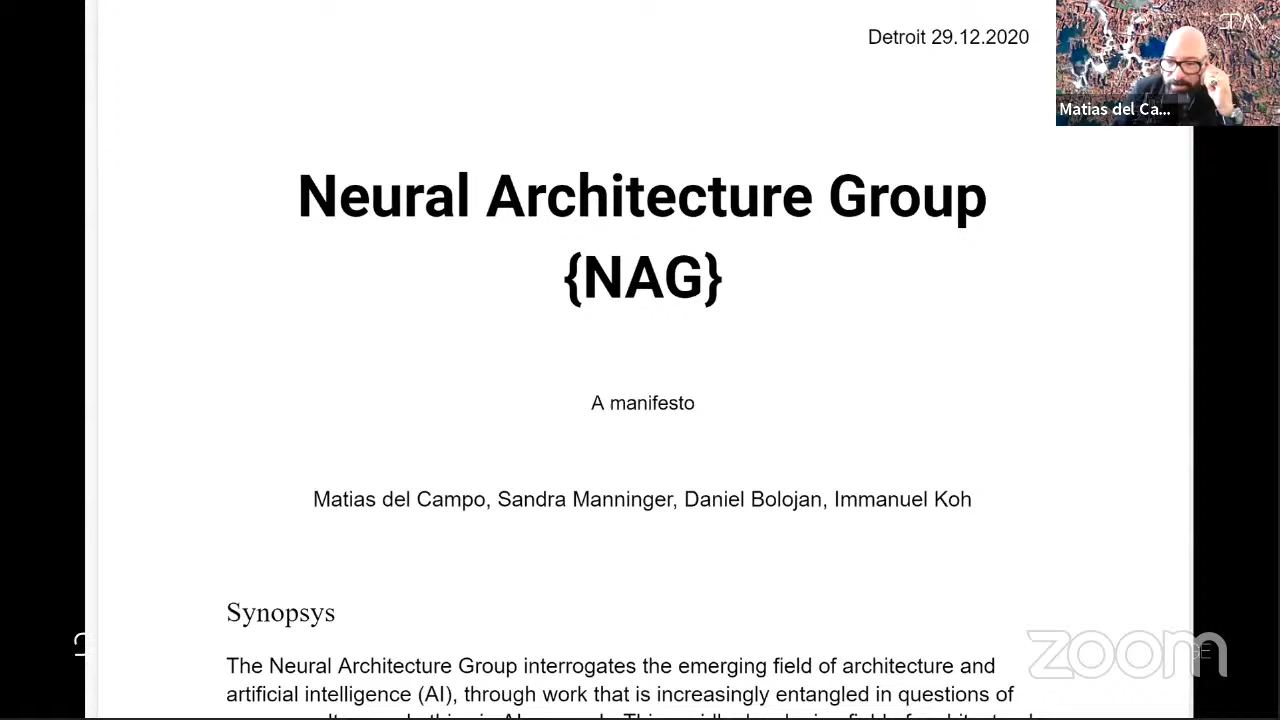 Detroit 29.12.2020
Matias del Ca...
Neural Architecture Group
{NAG}
A manifesto
Matias del Campo, Sandra Manninger, Daniel Bolojan, Immanuel Koh
Synopsys
The Neural Architecture Group interrogates the emerging field of architecture and
artificial intelligence (AI), through work that is increasingly entangled in questions of
zoom